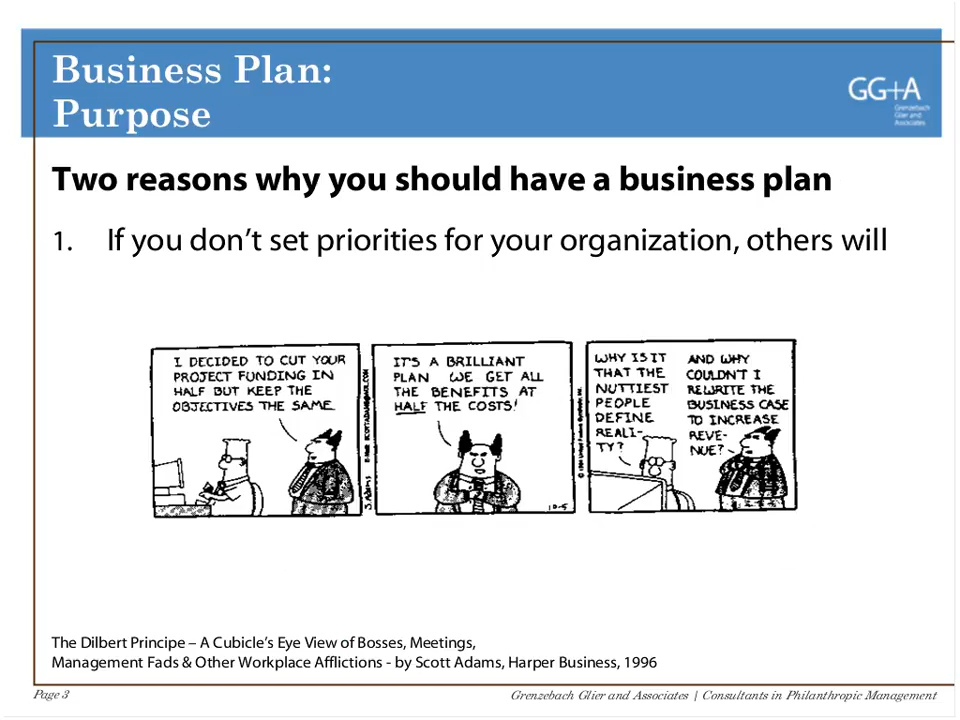 Business Plan:
Purpose
GG+A
Grenzebach
Glier and
Associates
Two reasons why you should have a business plan
1. If you don’t set priorities for your organization, others will
I DECIDED TO CUT YOUR
PROJECT FUNDING IN
HALF BUT KEEP THE
OBJECTIVES THE SAME.
IT'S A BRILLIANT
PLAN WE GET ALL
THE BENEFITS AT
HALF THE COSTS!
10-5
WHY IS IT
THAT THE
NUTTIEST
PEOPLE
DEFINE
REALI-
TY?
AND WHY
COULDN'T I
REWRITE THE
BUSINESS CASE
TO INCREASE
REVE-
NUE?
S. Adams
The Dilbert Principe – A Cubicle’s Eye View of Bosses, Meetings,
Management Fads & Other Workplace Afflictions - by Scott Adams, Harper Business, 1996
Page 3
Grenzebach Glier and Associates | Consultants in Philanthropic Management